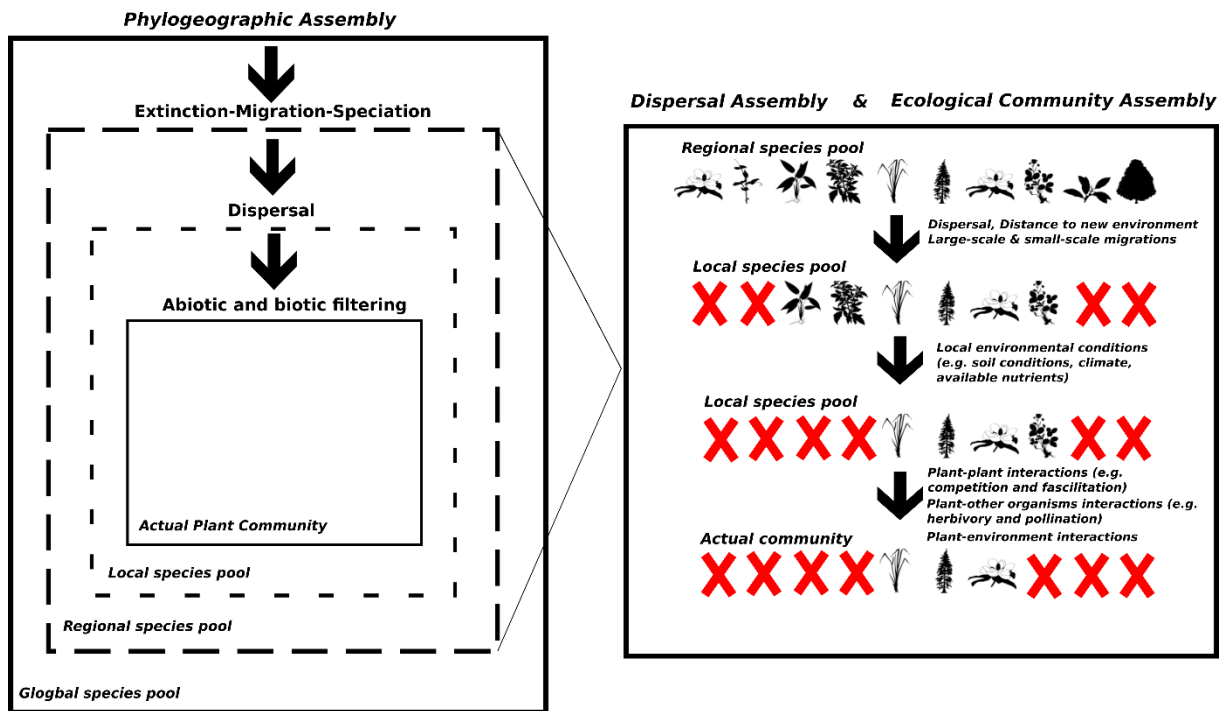 Phylogeographic Assembly
Extinction-Migration-Speciation
Dispersal
Abiotic and biotic filtering
Actual Plant Community
Local species pool
Regional species pool
Glogbal species pool
Dispersal Assembly & Ecological Community Assembly
Regional species pool
Dispersal, Distance to new environment
Large-scale & small-scale migrations
Local species pool
Local environmental conditions
(e.g. soil conditions, climate,
available nutrients)
Local species pool
Plant-plant interactions (e.g.
competition and fascilitation)
Plant-other organisms interactions (e.g.
herbivory and pollination)
Plant-environment interactions
Actual community